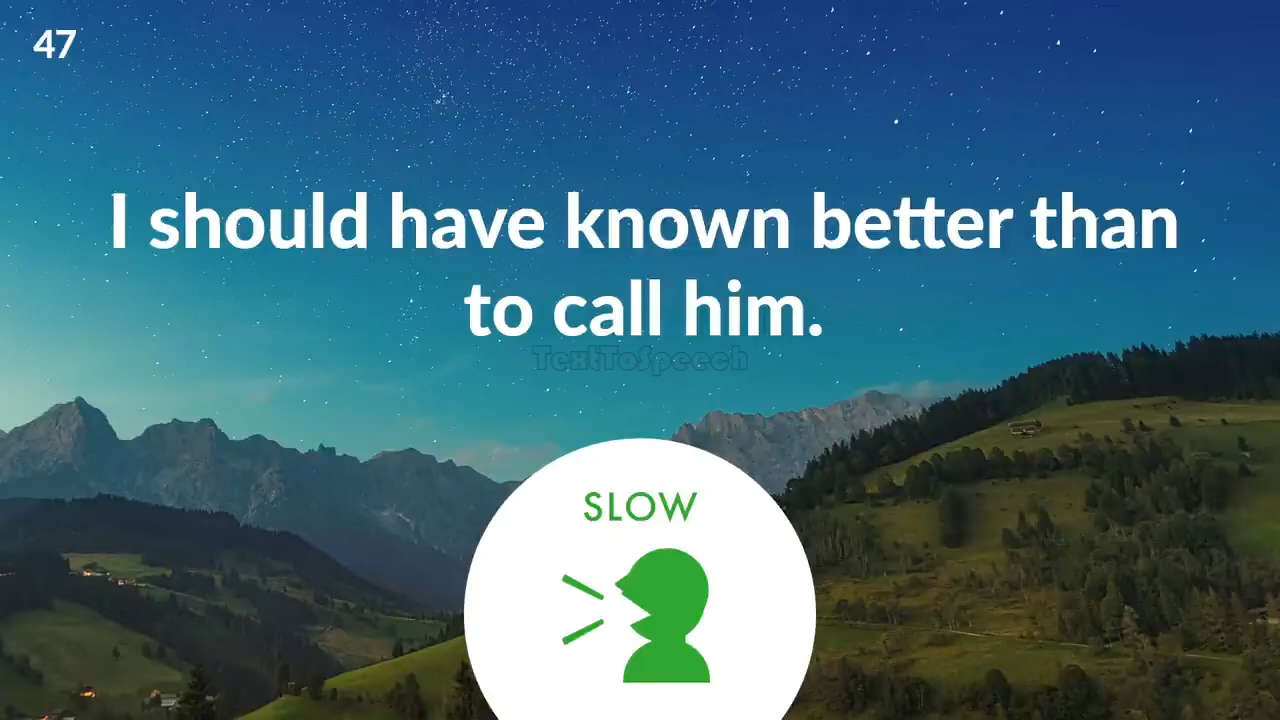 47
I should have known better than
to call him.
TextToSpeech
SLOW